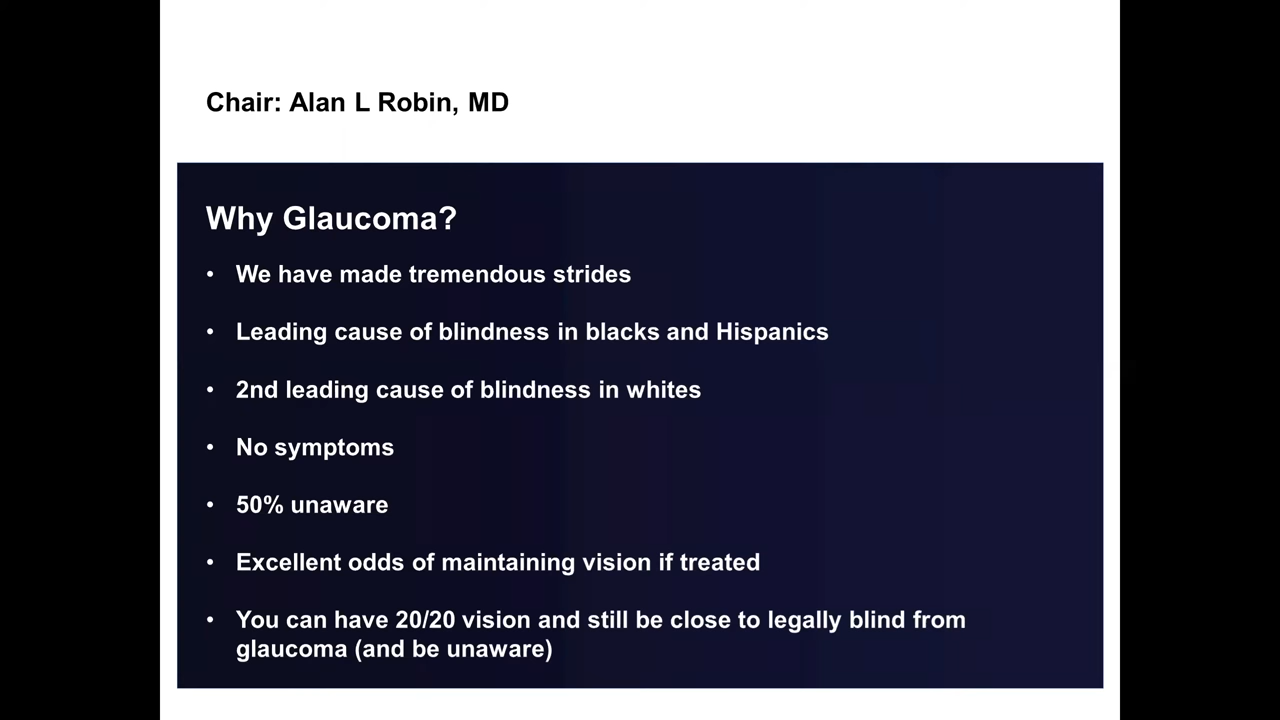 Chair: Alan L Robin, MD
Why Glaucoma?
• We have made tremendous strides
• Leading cause of blindness in blacks and Hispanics
• 2nd leading cause of blindness in whites
• No symptoms
• 50% unaware
• Excellent odds of maintaining vision if treated
• You can have 20/20 vision and still be close to legally blind from
glaucoma (and be unaware)